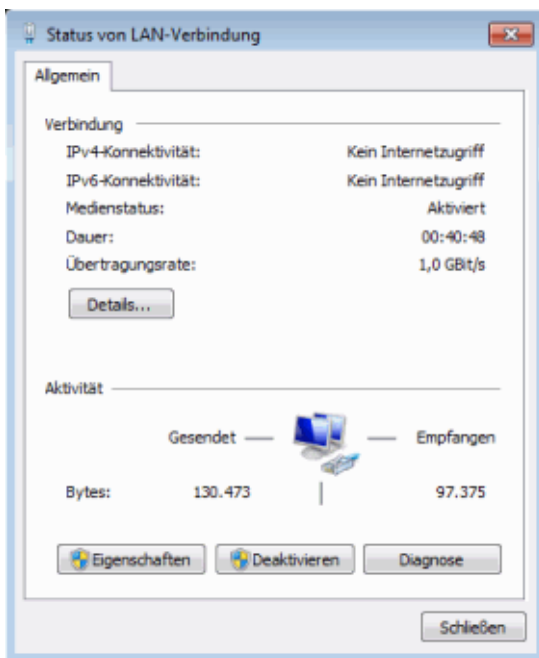 Status von LAN-Verbindung
Allgemein
Verbindung
IPv4-Konnektivität: Kein Internetzugriff
IPv6-Konnektivität: Kein Internetzugriff
Medienstatus: Aktiviert
Dauer: 00:40:48
Übertragungsrate: 1,0 GBit/s
Details...
Aktivität
Gesendet Empfangen
Bytes: 130.473 97.375
Eigenschaften Deaktivieren Diagnose
Schließen